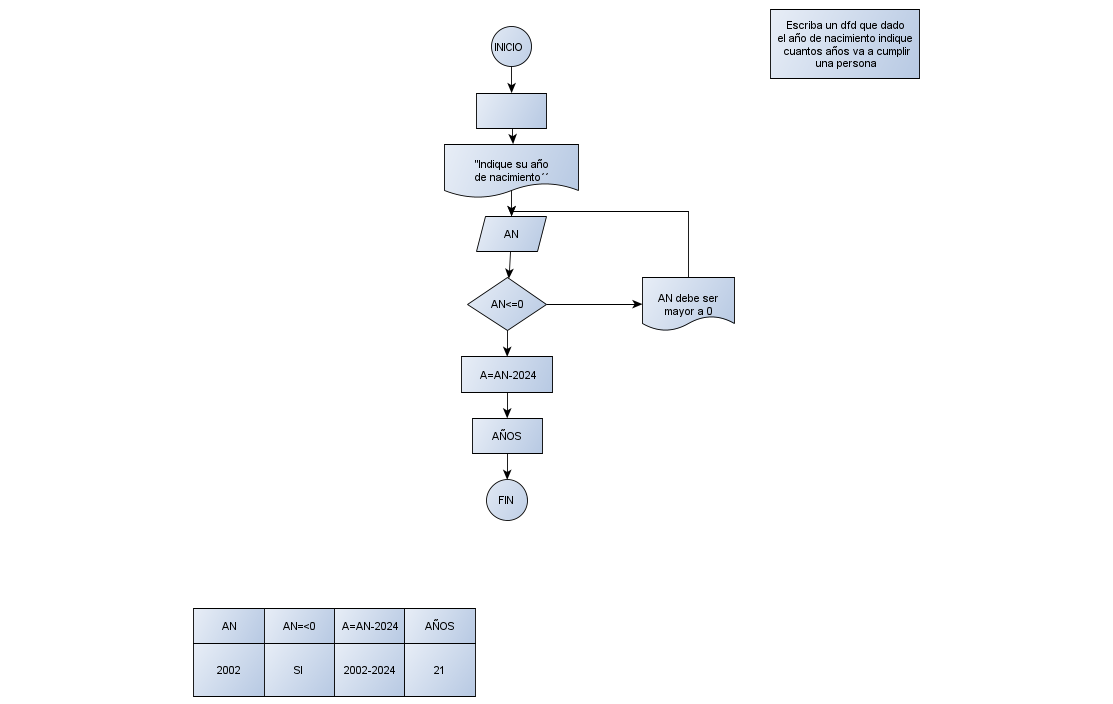 Escriba un dfd que dado
el año de nacimiento indique
cuantos años va a cumplir
una persona
INICIO
"Indique su año
de nacimiento´´
AN
AN<=0
AN debe ser
mayor a 0
A=AN-2024
AÑOS
FIN
AN AN=<0 A=AN-2024 AÑOS
2002 SI 2002-2024 21